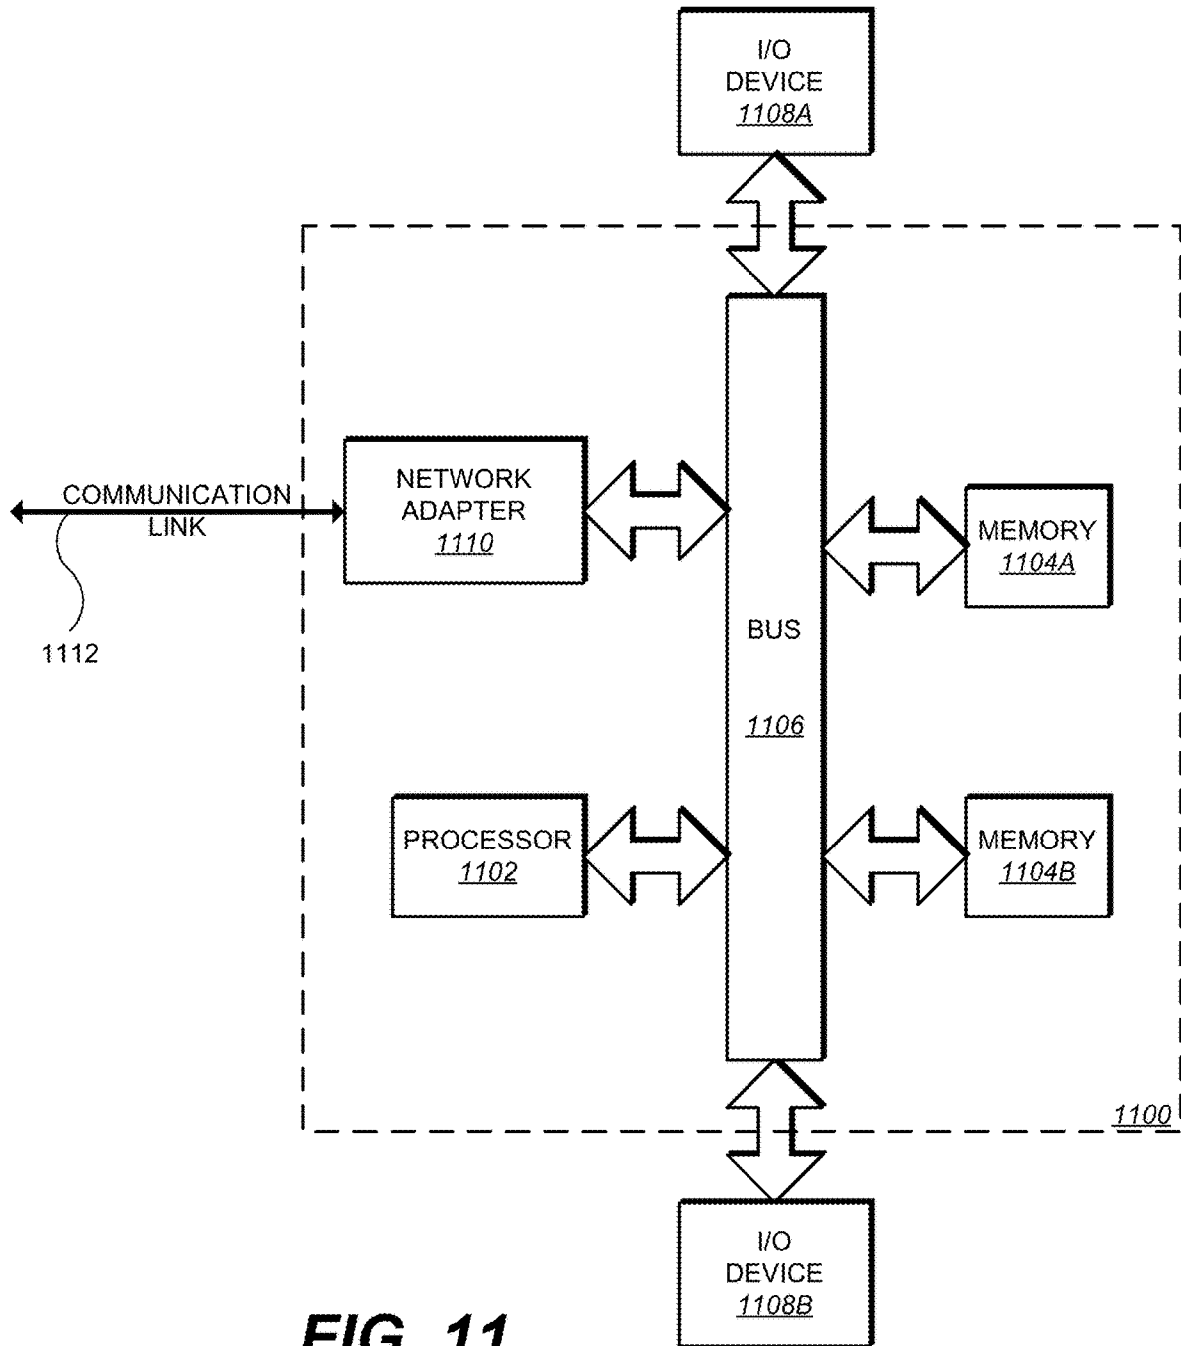 I/O
DEVICE
1108A
NETWORK
ADAPTER
1110
COMMUNICATION
LINK
1112
MEMORY
1104A
BUS
1106
PROCESSOR
1102
MEMORY
1104B
1100
I/O
DEVICE
1108B
FIG. 11